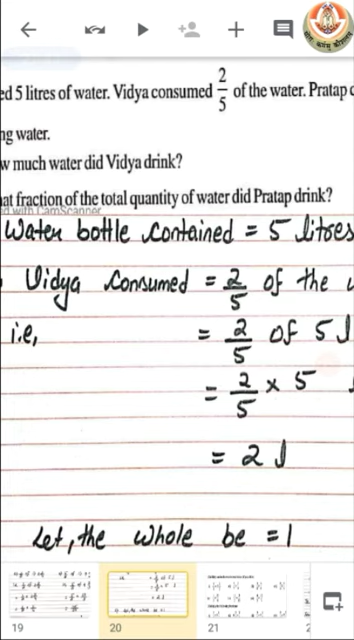 ed 5 litres of water. Vidya consumed 2/5 of the water. Pratap c
ng water.
w much water did Vidya drink?
at fraction of the total quantity of water did Pratap drink?
d with CamScanner
Water bottle contained = 5 litres
Vidya Consumed = 2/5 of the
i.e, = 2/5 of 5 l
= 2/5 x 5
= 2 l
Let, the whole be = 1
19
20
21
2